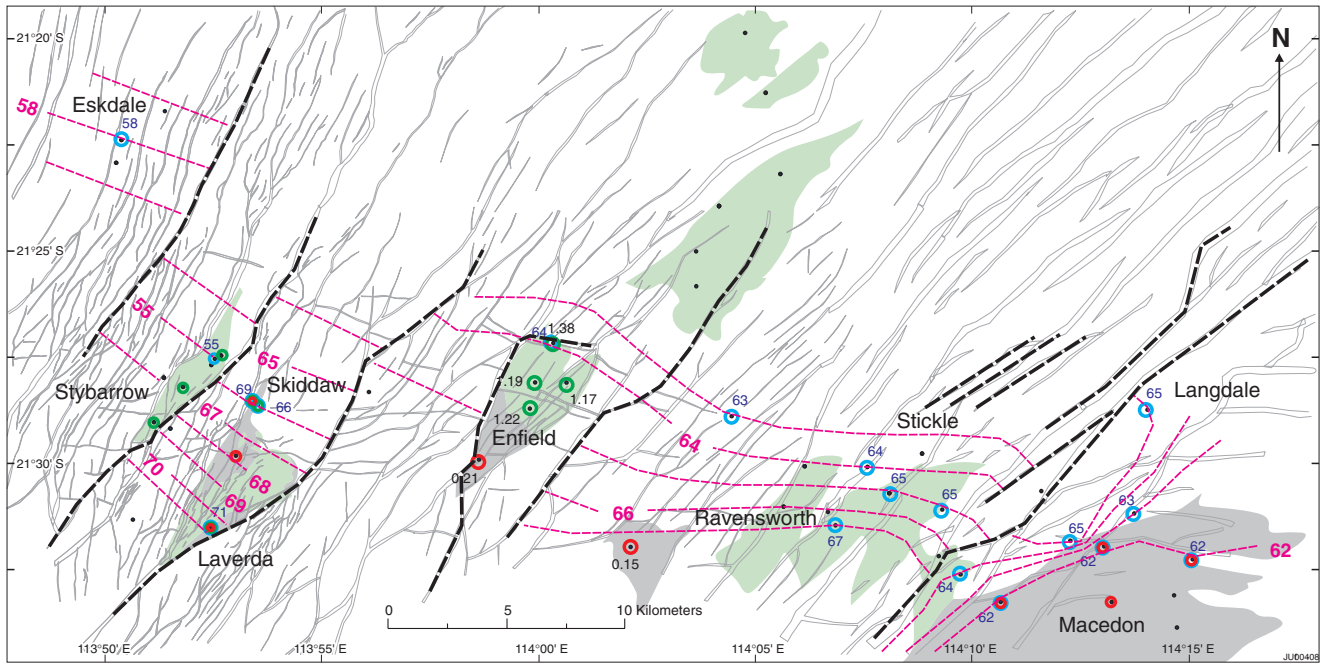 21°20' S
N
58
Eskdale
58
21°25' S
55
1.38
64
55
65
Stybarrow
69
Skiddaw
66
1.19
1.17
1.22
Enfield
67
63
Langdale
65
Stickle
64
64
21°30' S
70
68
69
0.21
65
65
71
66
Ravensworth
67
63
65
Laverda
0.15
62
62
62
64
62
0
5
10 Kilometers
Macedon
113°50' E
113°55' E
114°00' E
114°05' E
114°10' E
114°15' E
JU00408